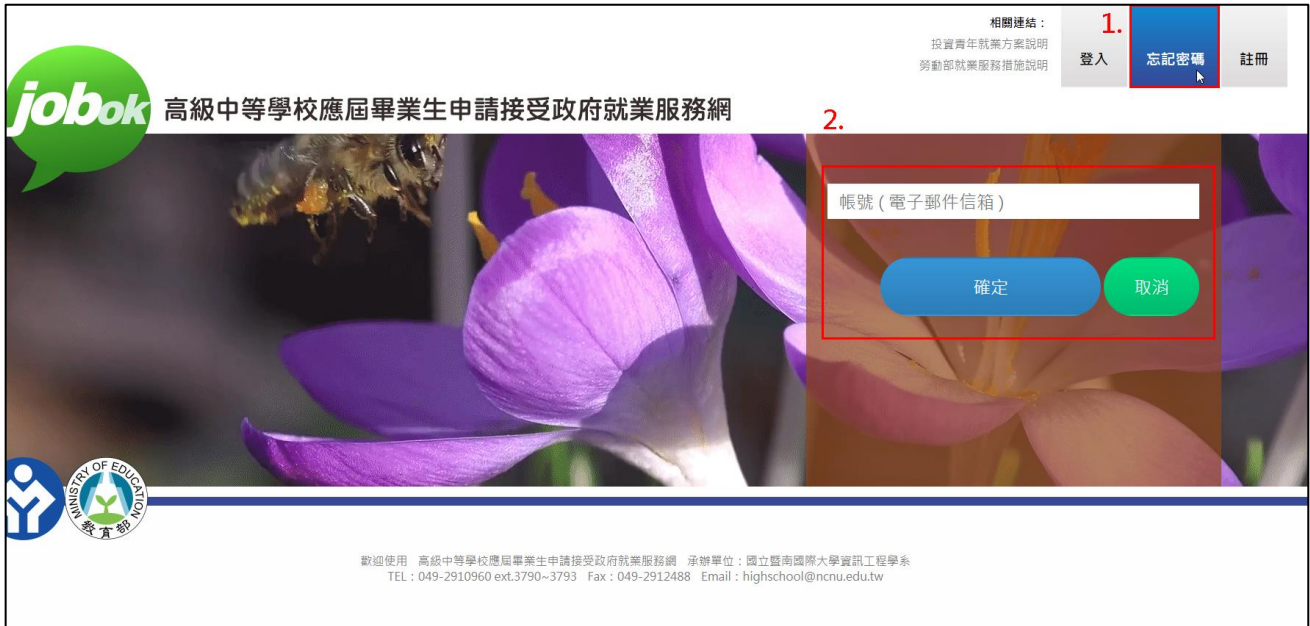 相關連結：
投資青年就業方案說明
勞動部就業服務措施說明
1.
登入
忘記密碼
註冊
jobok
高級中等學校應屆畢業生申請接受政府就業服務網
2.
帳號 ( 電子郵件信箱 )
確定
取消
MINISTRY OF EDUCATION
教育部
歡迎使用 高級中等學校應屆畢業生申請接受政府就業服務網 承辦單位：國立暨南國際大學資訊工程學系
TEL：049-2910960 ext.3790~3793 Fax：049-2912488 Email：highschool@ncnu.edu.tw